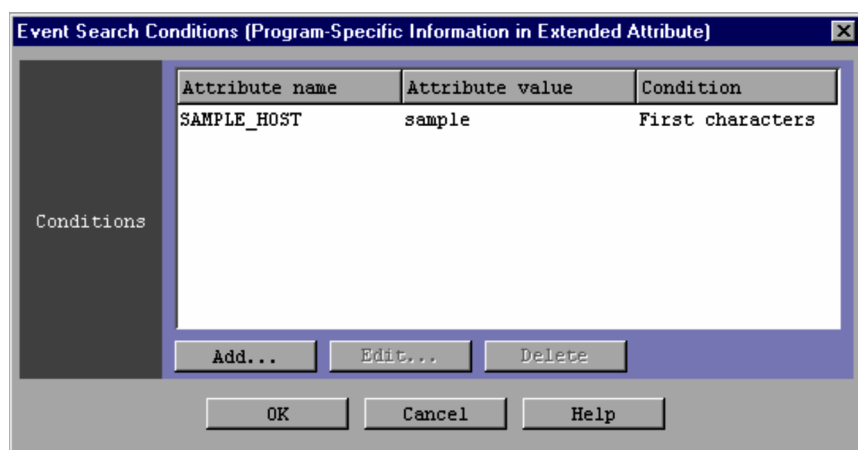 Event Search Conditions (Program-Specific Information in Extended Attribute)
Attribute name Attribute value Condition
SAMPLE_HOST sample First characters
Conditions
Add... Edit... Delete
OK Cancel Help